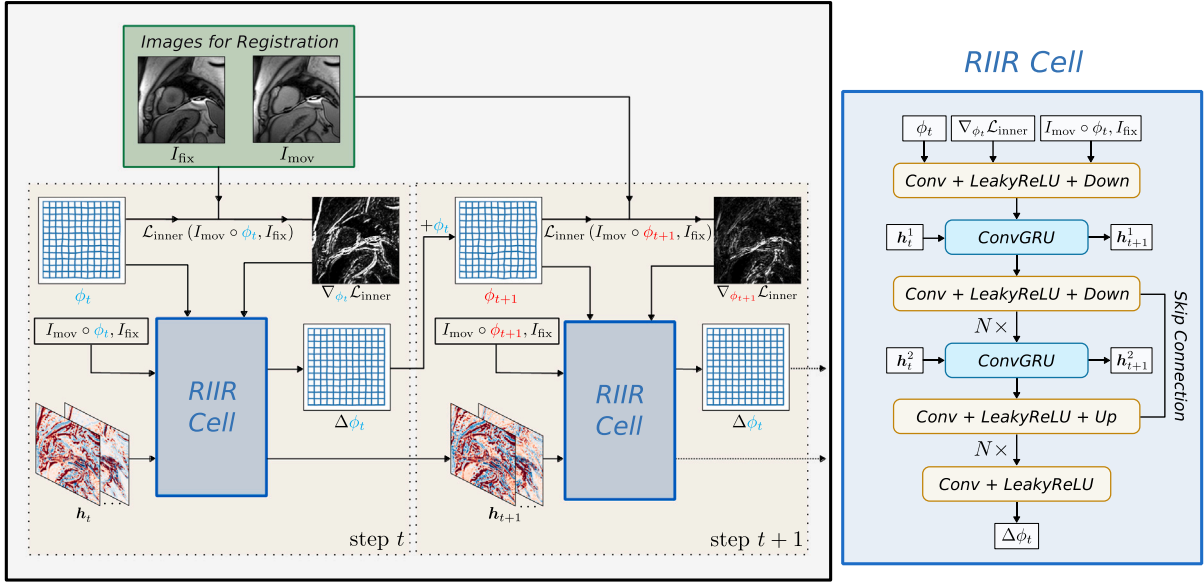 Images for Registration
I_fix
I_mov
ℒ_inner (I_mov ∘ ϕ_t, I_fix)
ϕ_t
∇_{ϕ_t} ℒ_inner
I_mov ∘ ϕ_t, I_fix
RIIR
Cell
Δϕ_t
h_t
step t
+ϕ_t
ℒ_inner (I_mov ∘ ϕ_{t+1}, I_fix)
ϕ_{t+1}
∇_{ϕ_{t+1}} ℒ_inner
I_mov ∘ ϕ_{t+1}, I_fix
RIIR
Cell
Δϕ_t
h_{t+1}
step t + 1
RIIR Cell
ϕ_t
∇_{ϕ_t} ℒ_inner
I_mov ∘ ϕ_t, I_fix
Conv + LeakyReLU + Down
h_t^1
ConvGRU
h_{t+1}^1
Conv + LeakyReLU + Down
N×
h_t^2
ConvGRU
h_{t+1}^2
Skip Connection
Conv + LeakyReLU + Up
N×
Conv + LeakyReLU
Δϕ_t